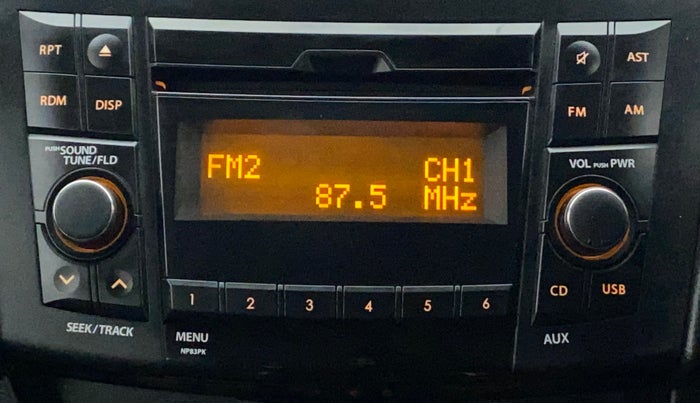 RPT
AST
RDM
DISP
FM
AM
PUSH SOUND
TUNE/FLD
VOL PUSH PWR
FM2
CH1
87.5
MHz
1 2 3 4 5 6
CD
USB
SEEK/TRACK
MENU
NP83PK
AUX